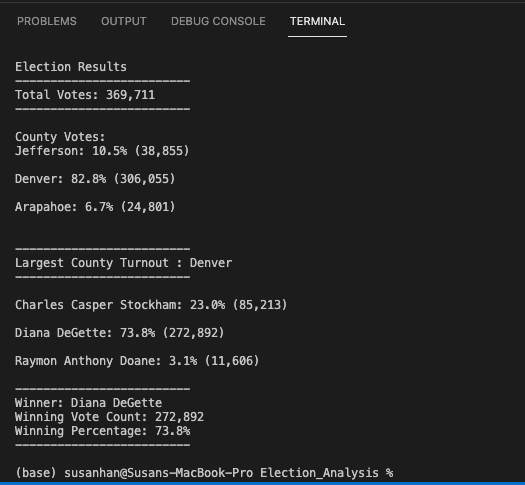 PROBLEMS OUTPUT DEBUG CONSOLE TERMINAL
Election Results
-------------------------
Total Votes: 369,711
-------------------------
County Votes:
Jefferson: 10.5% (38,855)
Denver: 82.8% (306,055)
Arapahoe: 6.7% (24,801)
-------------------------
Largest County Turnout : Denver
-------------------------
Charles Casper Stockham: 23.0% (85,213)
Diana DeGette: 73.8% (272,892)
Raymon Anthony Doane: 3.1% (11,606)
-------------------------
Winner: Diana DeGette
Winning Vote Count: 272,892
Winning Percentage: 73.8%
-------------------------
(base) susanhan@Susans-MacBook-Pro Election_Analysis %